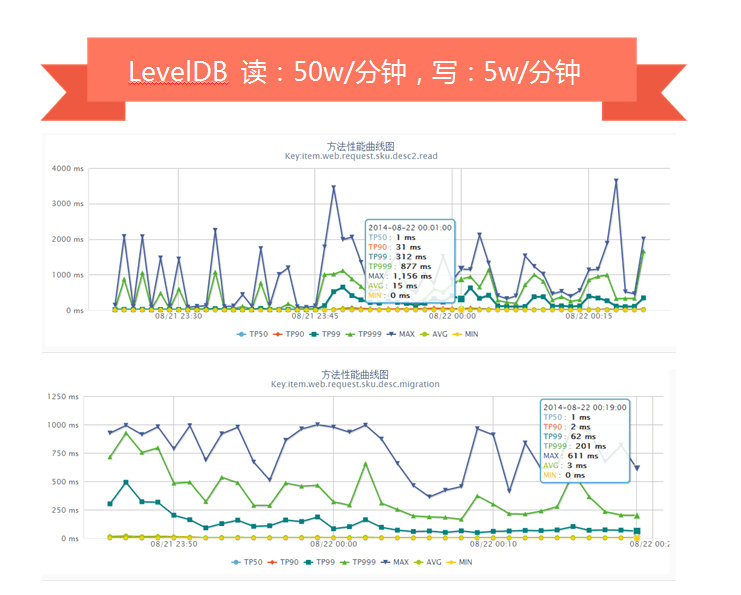 LevelDB 读：50w/分钟，写：5w/分钟
方法性能曲线图
Key:item.web.request.sku.desc2.read
4000 ms
3000 ms
2000 ms
1000 ms
0 ms
2014-08-22 00:01:00
TP50 : 1 ms
TP90 : 31 ms
TP99 : 312 ms
TP999 : 877 ms
MAX : 1,156 ms
AVG : 15 ms
MIN : 0 ms
08/21 23:30 08/21 23:45 08/22 00:00 08/22 00:15
TP50 TP90 TP99 TP999 MAX AVG MIN
方法性能曲线图
Key:item.web.request.sku.desc.migration
1250 ms
1000 ms
750 ms
500 ms
250 ms
0 ms
2014-08-22 00:19:00
TP50 : 1 ms
TP90 : 2 ms
TP99 : 62 ms
TP999 : 201 ms
MAX : 611 ms
AVG : 3 ms
MIN : 0 ms
08/21 23:50 08/22 00:00 08/22 00:10 08/22 00:2
TP50 TP90 TP99 TP999 MAX AVG MIN